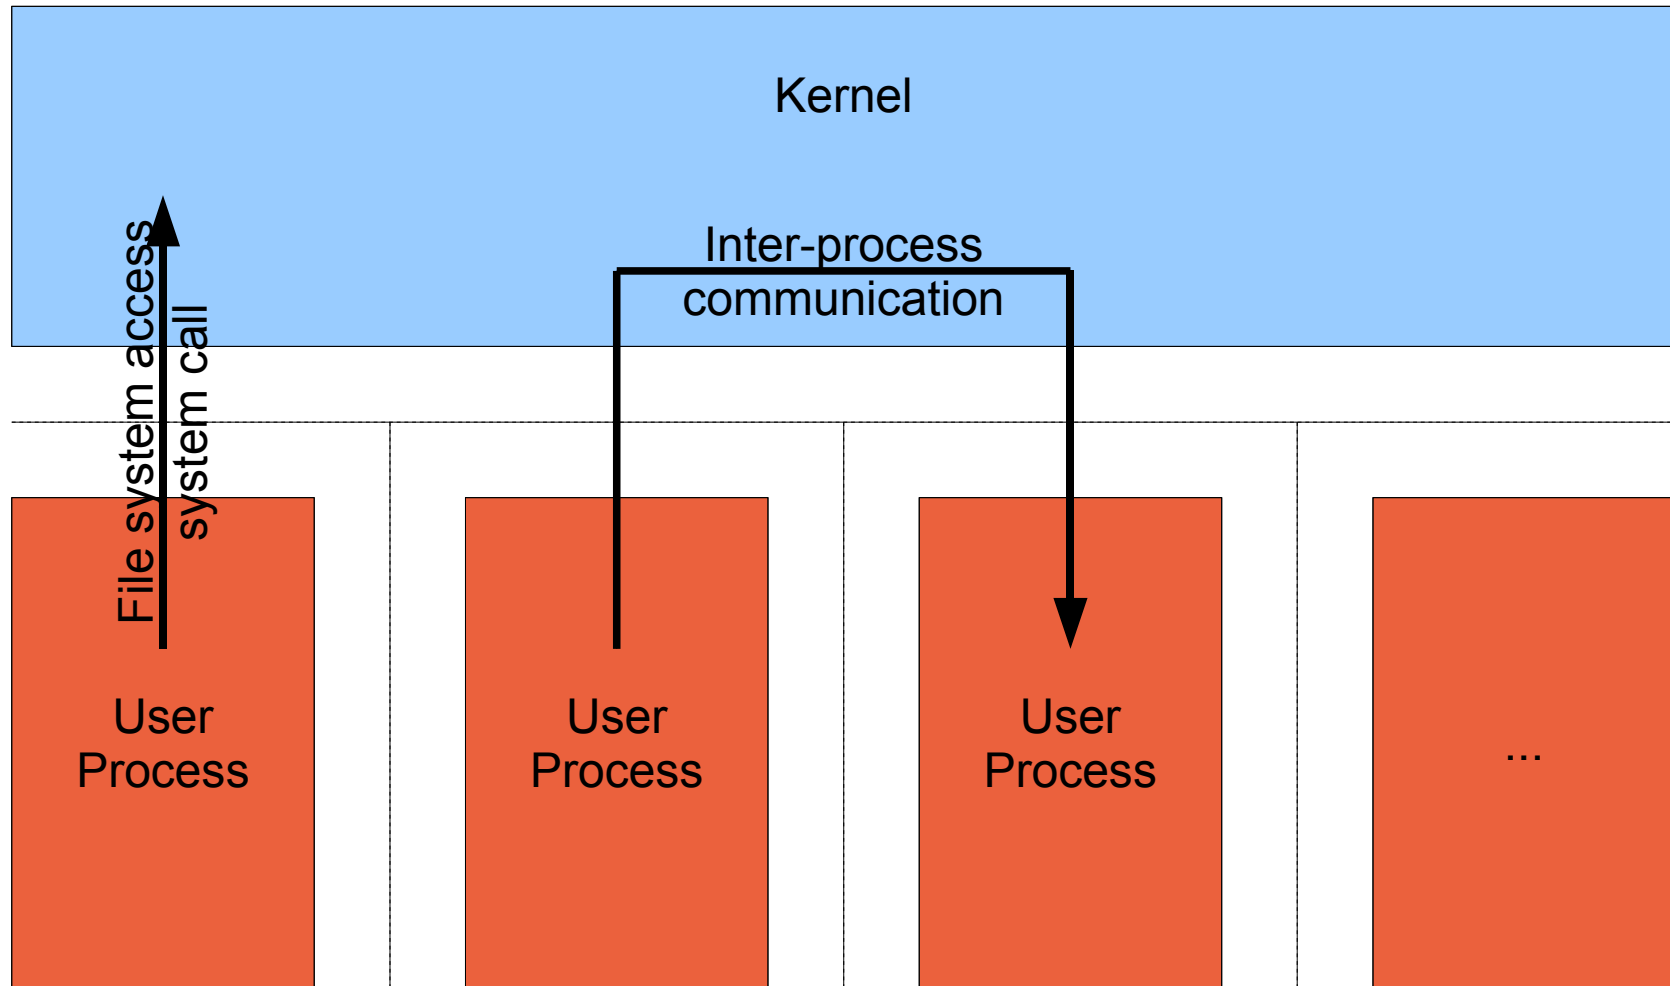 Kernel
Inter-process
communication
File system access
system call
User
Process
User
Process
User
Process
...